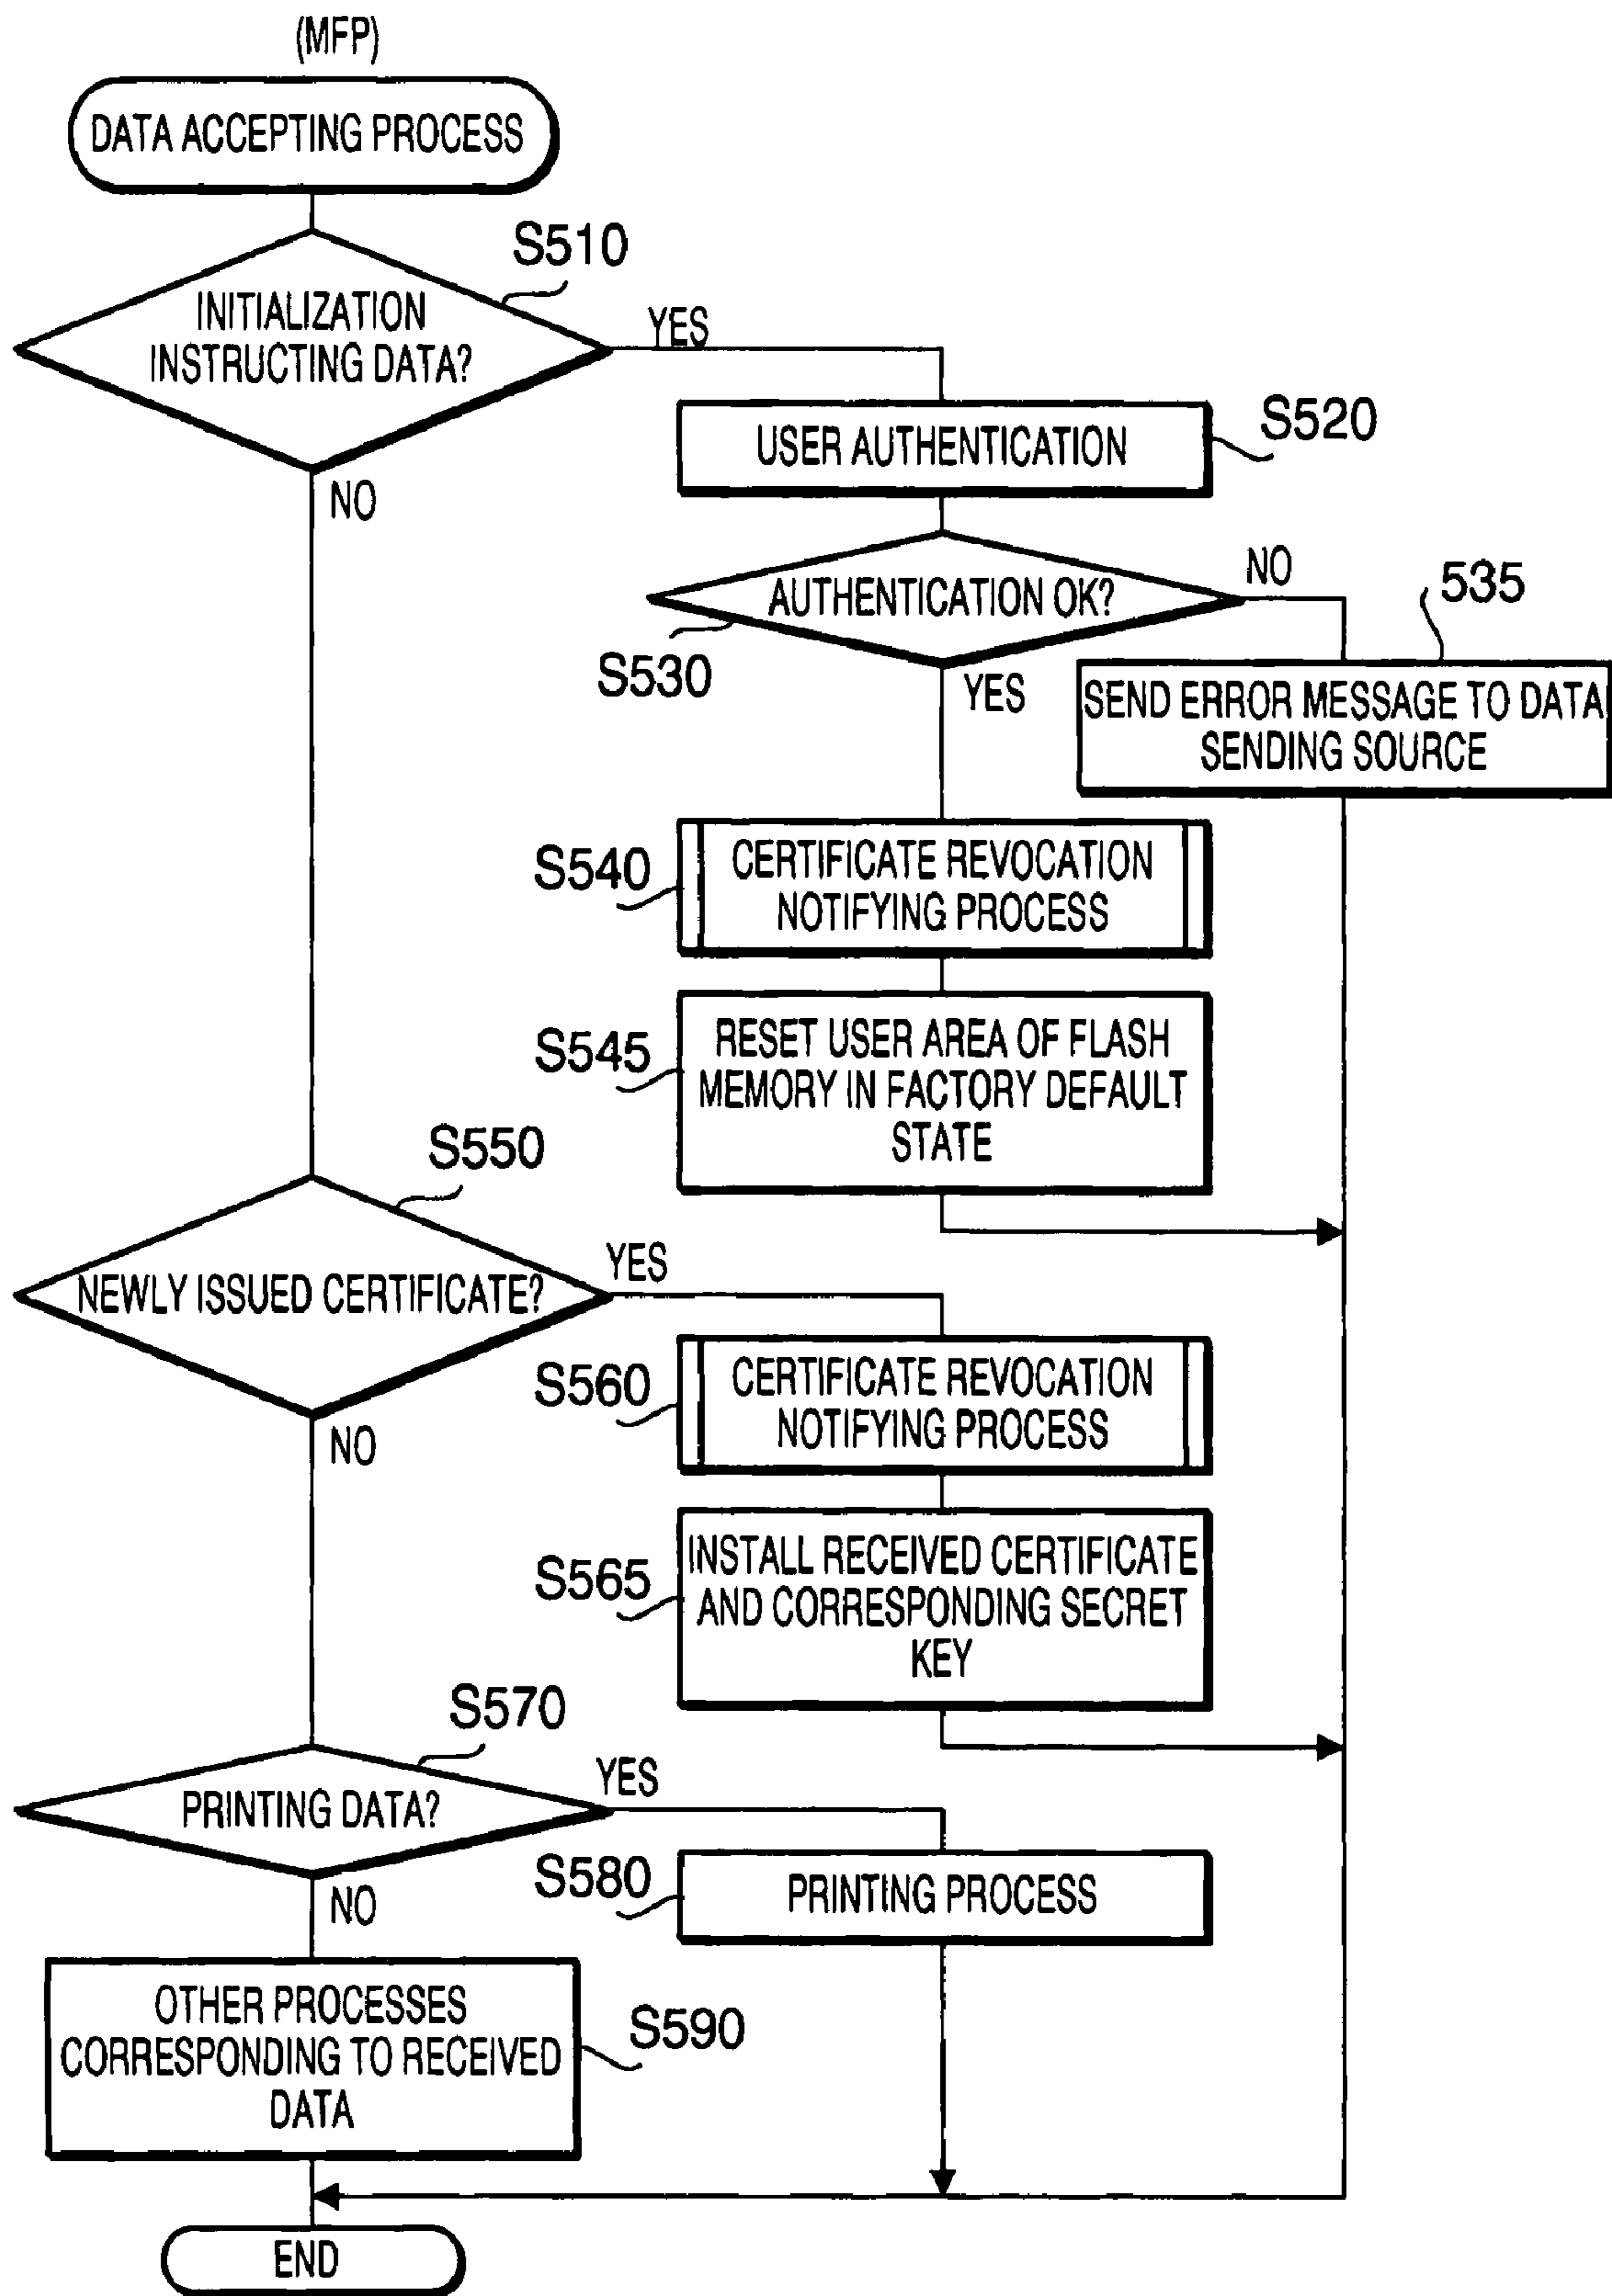 (MFP)
DATA ACCEPTING PROCESS
S510
INITIALIZATION
INSTRUCTING DATA?
YES
NO
S520
USER AUTHENTICATION
AUTHENTICATION OK?
NO
S530
YES
535
SEND ERROR MESSAGE TO DATA
SENDING SOURCE
S540
CERTIFICATE REVOCATION
NOTIFYING PROCESS
S545
RESET USER AREA OF FLASH
MEMORY IN FACTORY DEFAULT
STATE
S550
NEWLY ISSUED CERTIFICATE?
YES
NO
S560
CERTIFICATE REVOCATION
NOTIFYING PROCESS
S565
INSTALL RECEIVED CERTIFICATE
AND CORRESPONDING SECRET
KEY
S570
PRINTING DATA?
YES
NO
S580
PRINTING PROCESS
OTHER PROCESSES
CORRESPONDING TO RECEIVED
DATA
S590
END